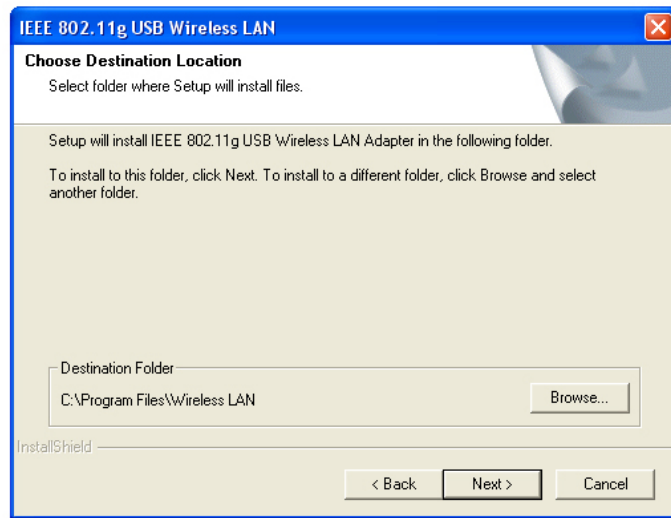 IEEE 802.11g USB Wireless LAN
Choose Destination Location
Select folder where Setup will install files.
Setup will install IEEE 802.11g USB Wireless LAN Adapter in the following folder.
To install to this folder, click Next. To install to a different folder, click Browse and select
another folder.
Destination Folder
C:\Program Files\Wireless LAN
Browse...
InstallShield
< Back
Next >
Cancel